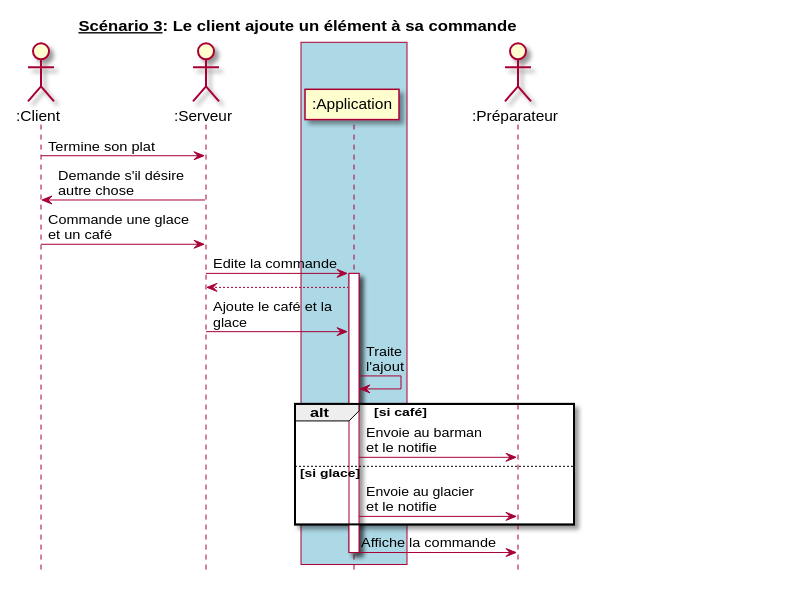 Scénario 3: Le client ajoute un élément à sa commande
:Client
:Serveur
:Application
:Préparateur
Termine son plat
Demande s'il désire
autre chose
Commande une glace
et un café
Edite la commande
Ajoute le café et la
glace
Traite
l'ajout
alt
[si café]
Envoie au barman
et le notifie
[si glace]
Envoie au glacier
et le notifie
Affiche la commande